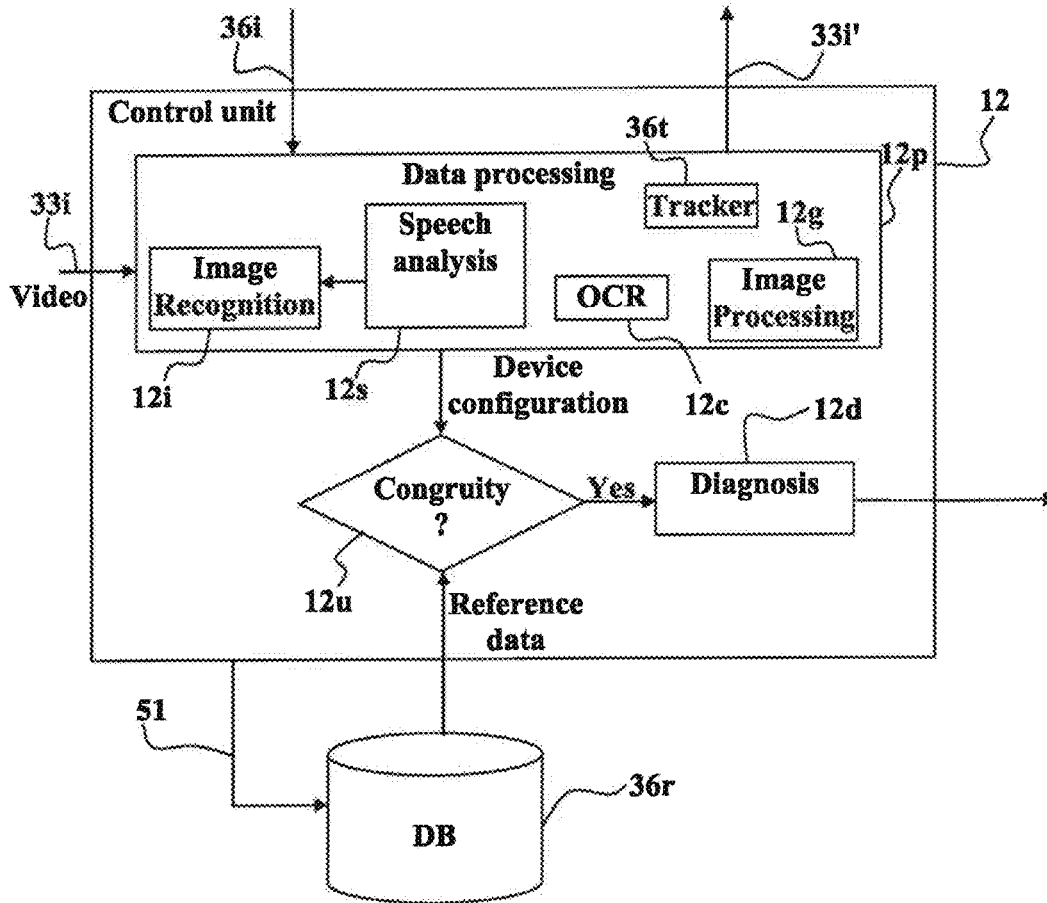 36i
33i'
Control unit
12
36t
12p
Data processing
33i
Tracker
12g
Speech
analysis
Image
Recognition
Video
OCR
Image
Processing
12i
12s
Device
configuration
12c
12d
Congruity
?
Yes
Diagnosis
12u
Reference
data
51
36r
DB